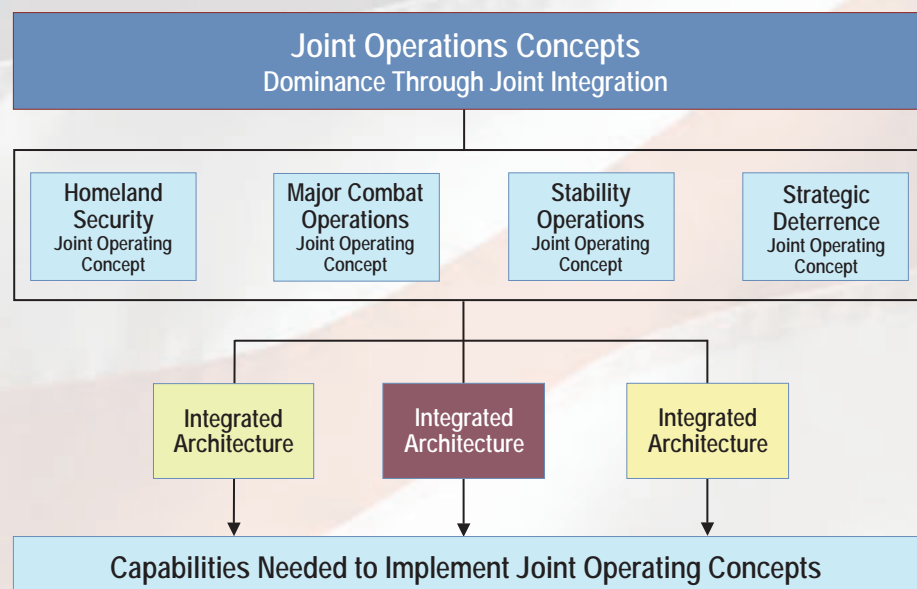 Joint Operations Concepts
Dominance Through Joint Integration
Homeland
Security
Joint Operating
Concept
Major Combat
Operations
Joint Operating
Concept
Stability
Operations
Joint Operating
Concept
Strategic
Deterrence
Joint Operating
Concept
Integrated
Architecture
Integrated
Architecture
Integrated
Architecture
Capabilities Needed to Implement Joint Operating Concepts